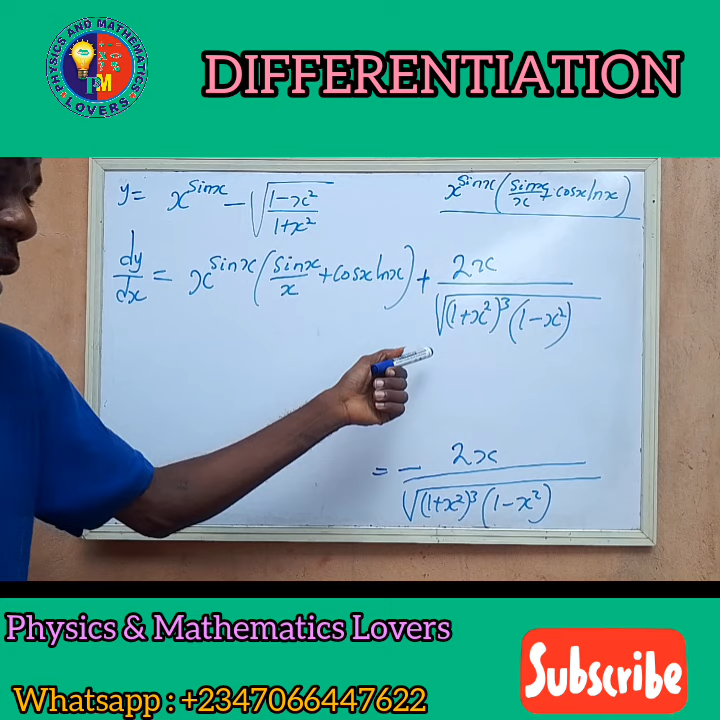 PHYSICS AND MATHEMATICS
LOVERS
PM
DIFFERENTIATION
y = x^sinx − √((1−x²)/(1+x²))
x^sinx (sinx/x + cosx lnx)
dy/dx = x^sinx (sinx/x + cosx lnx) + 2x/√((1+x²)³(1−x²))
= − 2x/√((1+x²)³(1−x²))
Physics & Mathematics Lovers
Whatsapp : +2347066447622
Subscribe